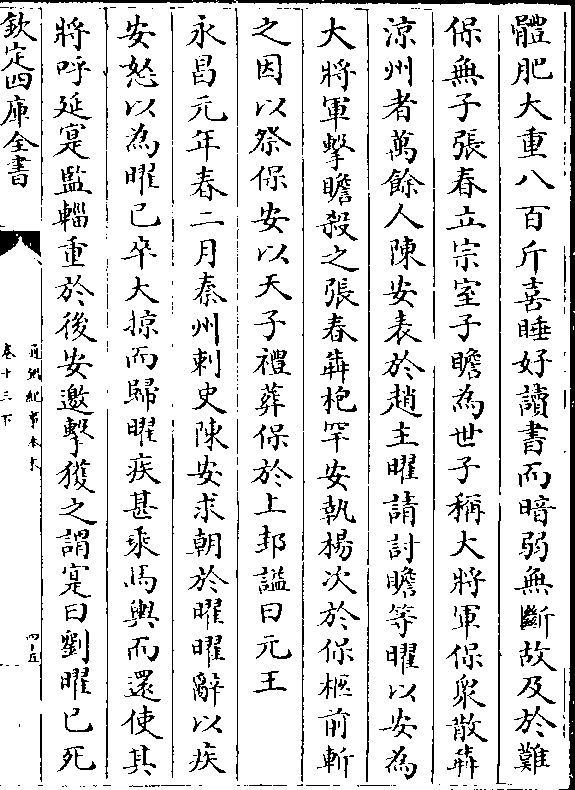 體肥大重八百斤喜睡好讀書而暗弱無斷故及於難
保無子張春立宗室子瞻為世子稱大將軍保衆散犇
涼州者萬餘人陳安表於趙主曜請討瞻等曜以安為
大將軍擊瞻殺之張春犇枹罕安執楊次於保柩前斬
之因以祭保安以天子禮葬保於上邽諡曰元王
永昌元年春二月秦州刺史陳安求朝於曜曜辭以疾
安怒以為曜已卒大掠而歸曜疾甚乘馬輿而還使其
將呼延寔監輜重於後安邀擊獲之謂寔曰劉曜已死
欽定四庫全書
通鑑紀事本末
卷十三下
四五